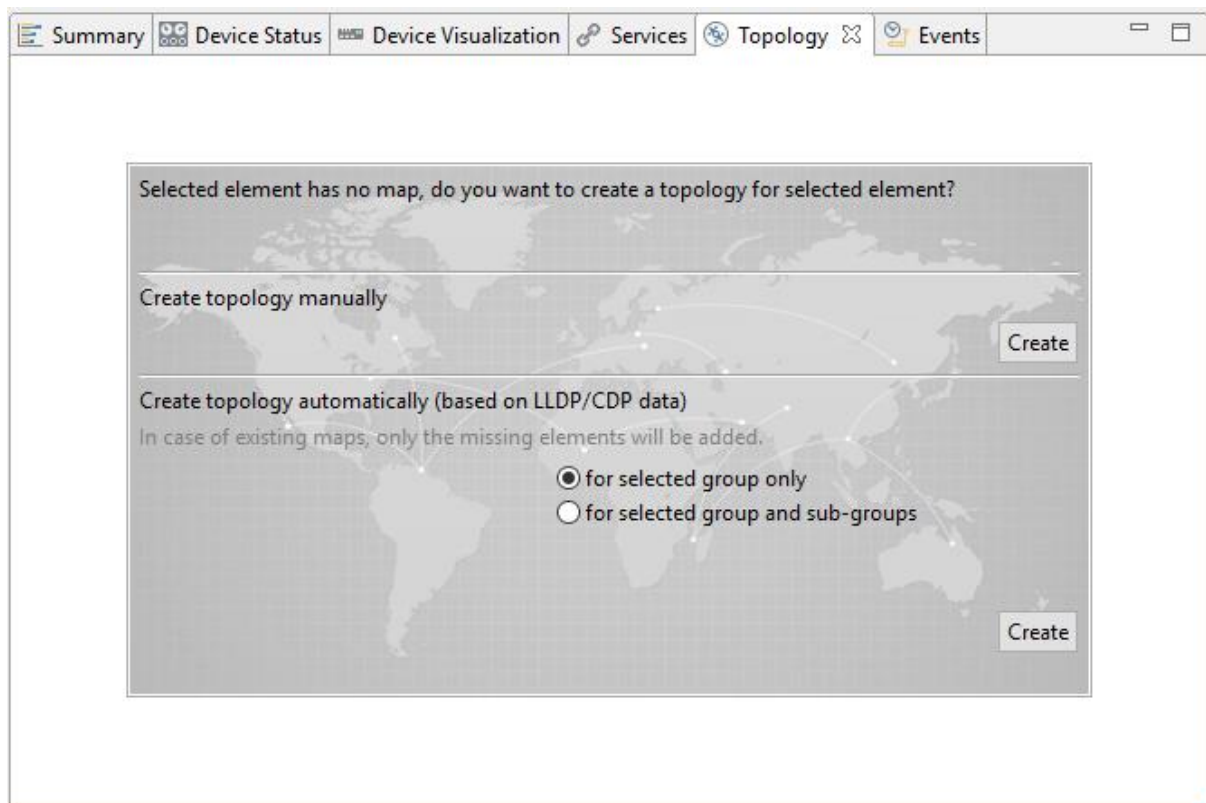 Summary Device Status Device Visualization Services Topology Events
Selected element has no map, do you want to create a topology for selected element?
Create topology manually
Create
Create topology automatically (based on LLDP/CDP data)
In case of existing maps, only the missing elements will be added.
for selected group only
for selected group and sub-groups
Create